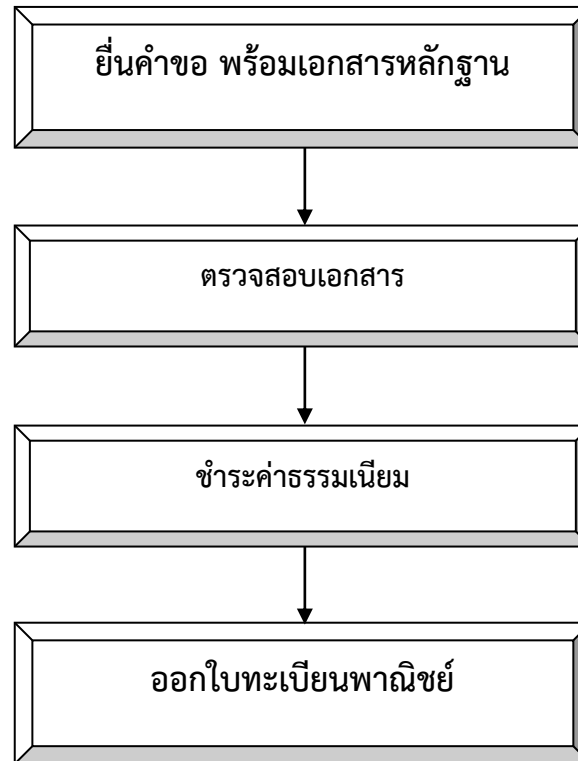 ยื่นคำขอ พร้อมเอกสารหลักฐาน
ตรวจสอบเอกสาร
ชำระค่าธรรมเนียม
ออกใบทะเบียนพาณิชย์